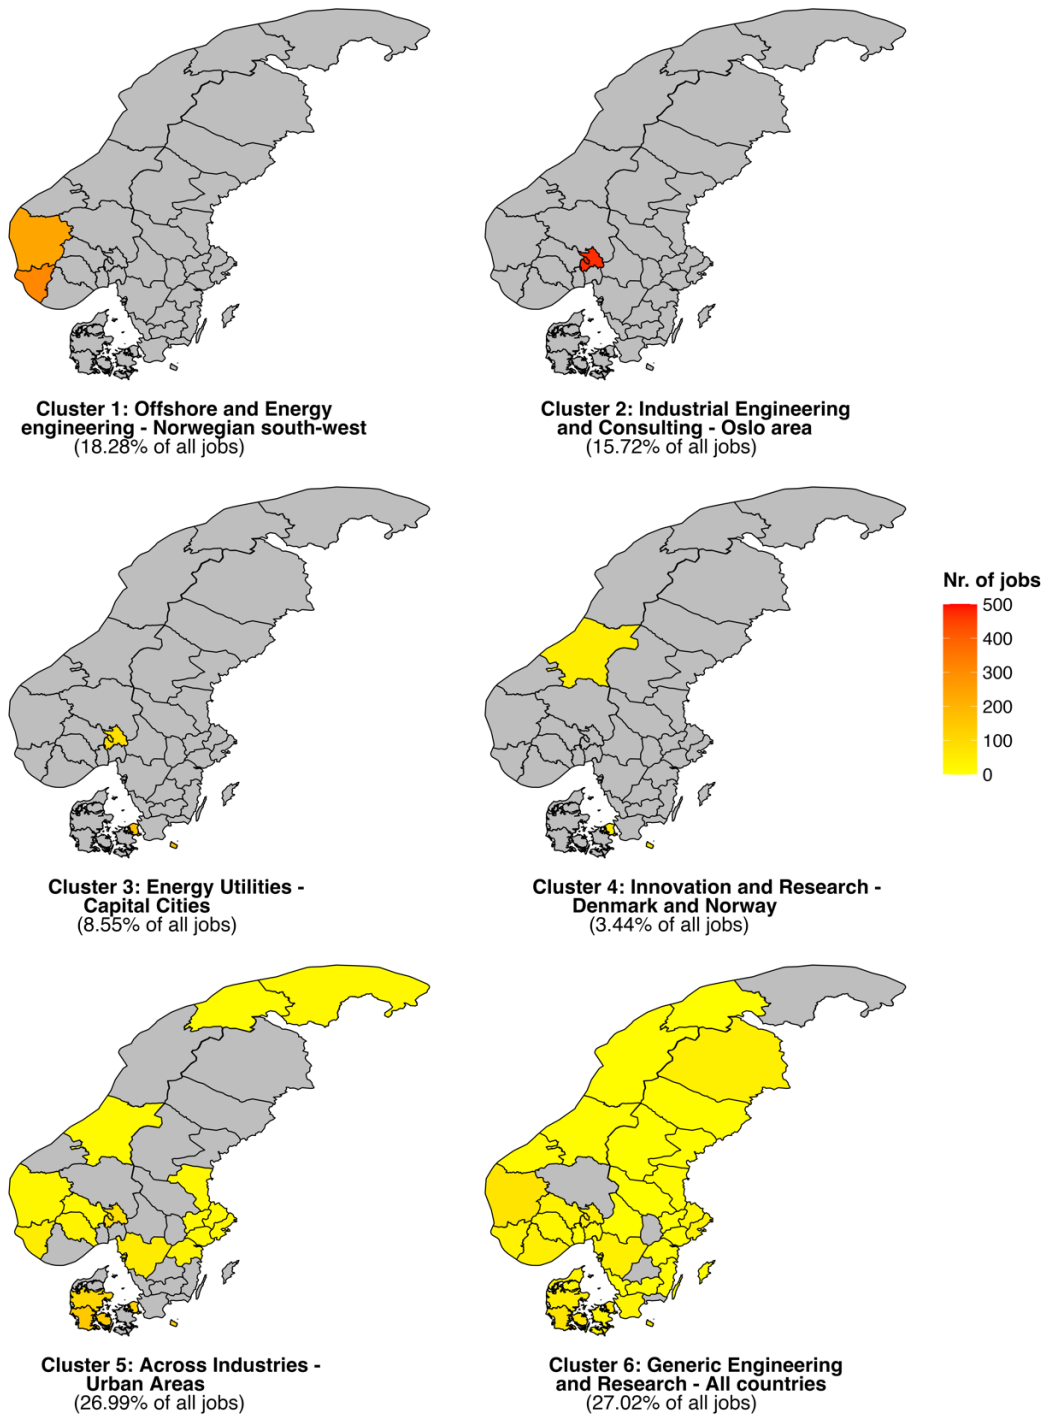 Cluster 1: Offshore and Energy
engineering - Norwegian south-west
(18.28% of all jobs)
Cluster 2: Industrial Engineering
and Consulting - Oslo area
(15.72% of all jobs)
Nr. of jobs
500
400
300
200
100
0
Cluster 3: Energy Utilities -
Capital Cities
(8.55% of all jobs)
Cluster 4: Innovation and Research -
Denmark and Norway
(3.44% of all jobs)
Cluster 5: Across Industries -
Urban Areas
(26.99% of all jobs)
Cluster 6: Generic Engineering
and Research - All countries
(27.02% of all jobs)